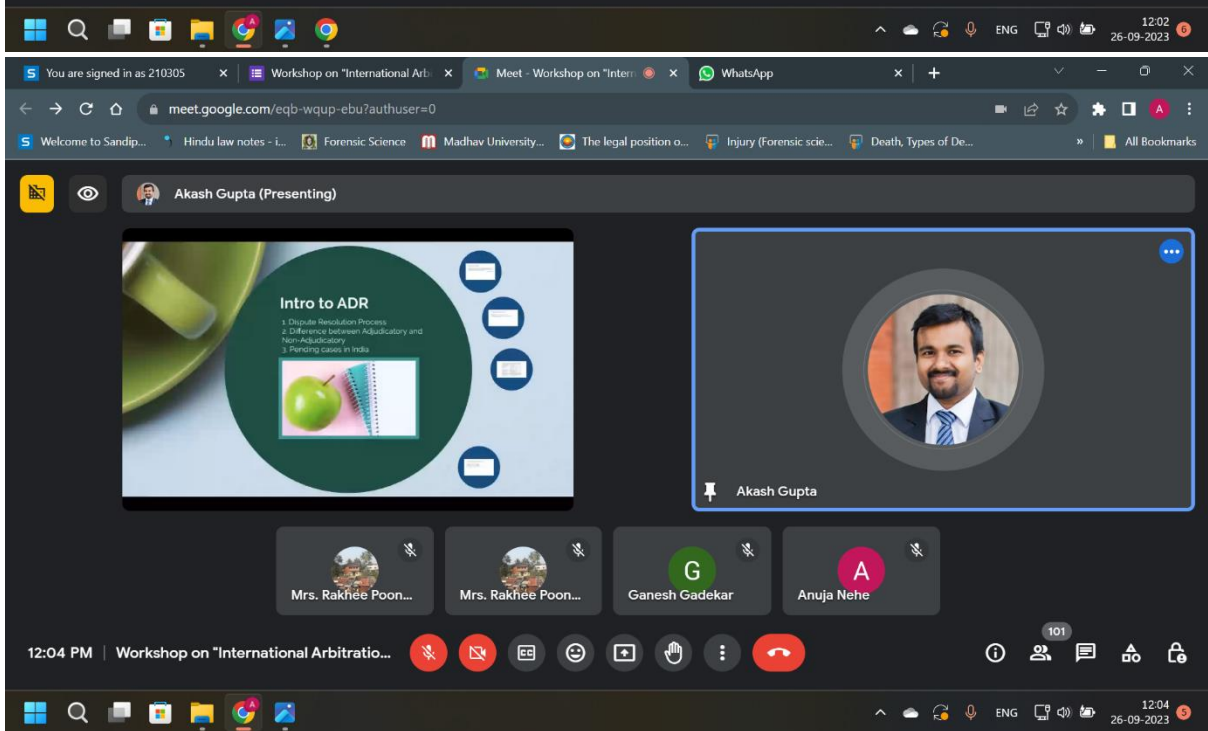 ENG
12:02
26-09-2023
6
You are signed in as 210305
Workshop on "International Arb
Meet - Workshop on "Intern
WhatsApp
meet.google.com/eqb-wqup-ebu?authuser=0
A
Welcome to Sandip...
Hindu law notes - i...
Forensic Science
Madhav University...
The legal position o...
Injury (Forensic scie...
Death, Types of De...
»
All Bookmarks
Akash Gupta (Presenting)
Intro to ADR
1. Dispute Resolution Process
2. Difference between Adjudicatory and
Non-Adjudicatory
3. Pending cases in India
Akash Gupta
Mrs. Rakhee Poon...
Mrs. Rakhee Poon...
G
Ganesh Gadekar
A
Anuja Nehe
12:04 PM | Workshop on "International Arbitratio...
101
ENG
12:04
26-09-2023
5